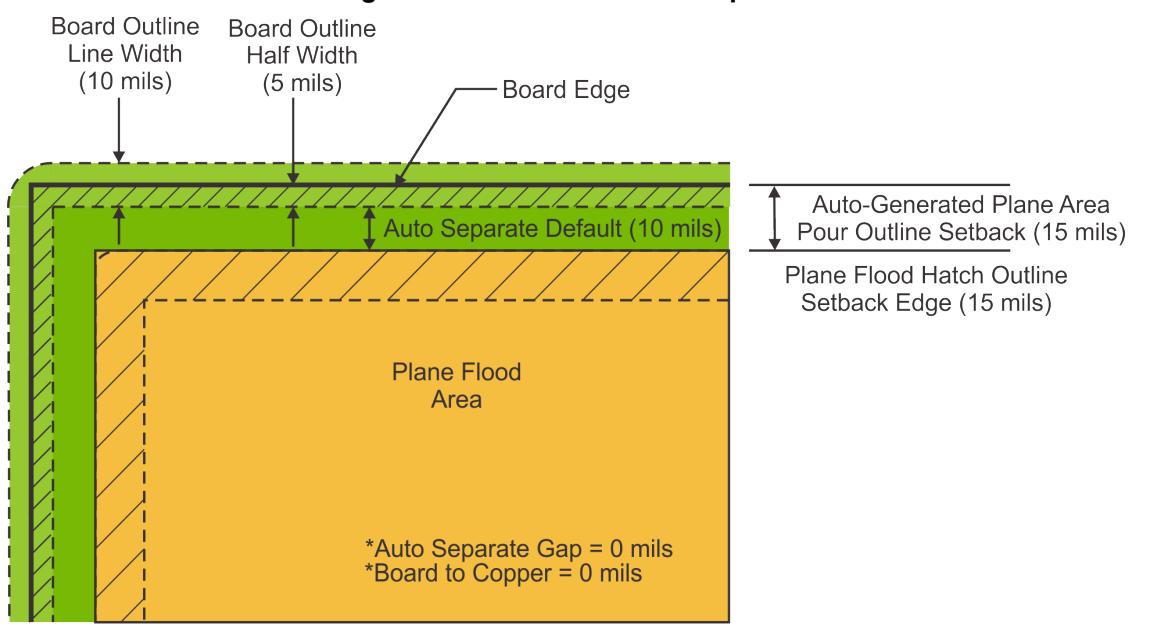 Board Outline
Line Width
(10 mils)
Board Outline
Half Width
(5 mils)
Board Edge
Auto Separate Default (10 mils)
Auto-Generated Plane Area
Pour Outline Setback (15 mils)
Plane Flood Hatch Outline
Setback Edge (15 mils)
Plane Flood
Area
*Auto Separate Gap = 0 mils
*Board to Copper = 0 mils